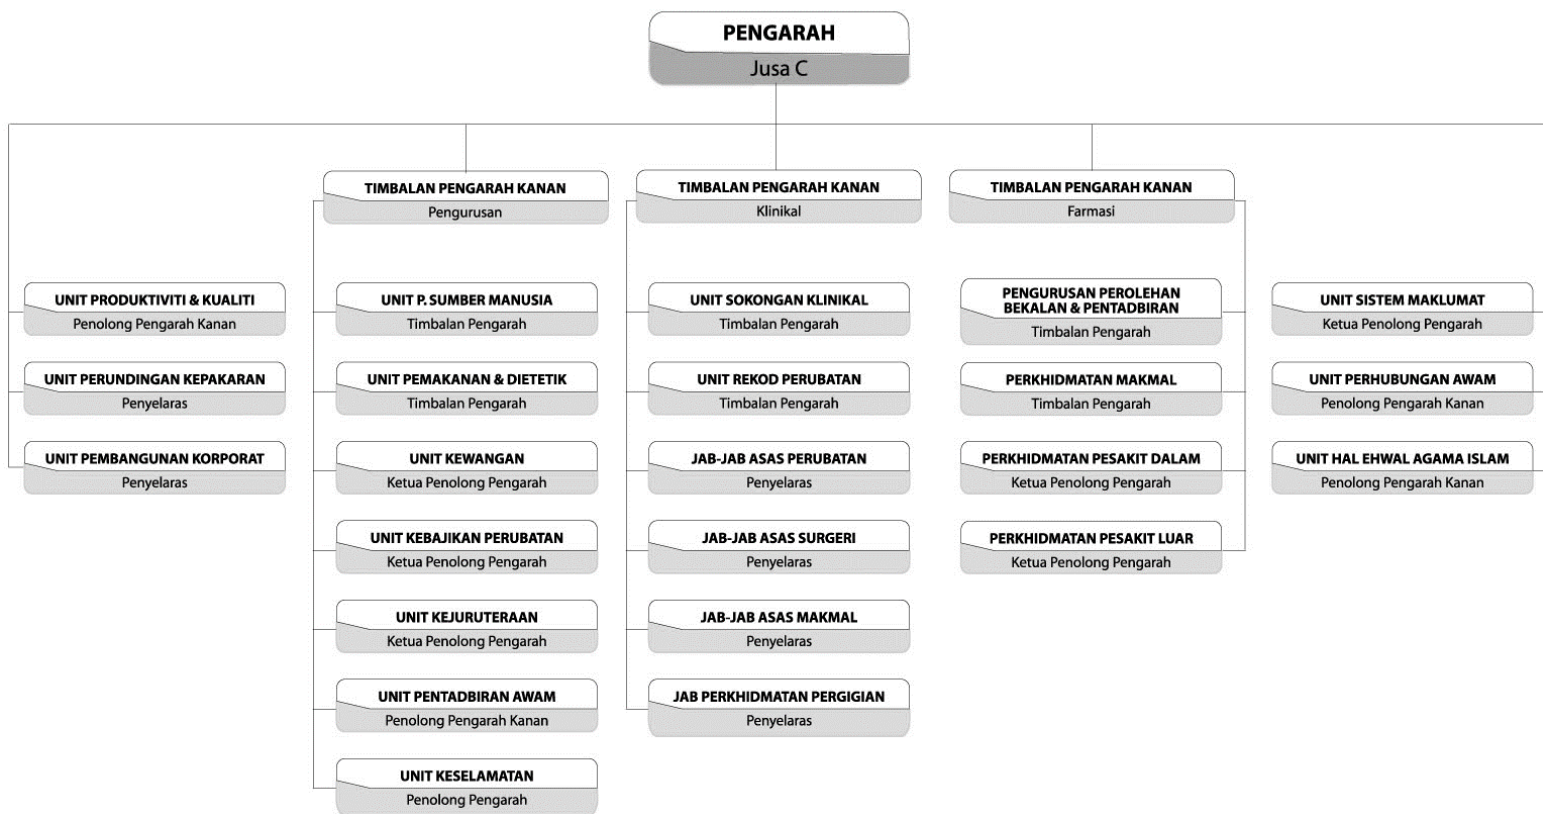 PENGARAH
Jusa C
TIMBALAN PENGARAH KANAN
Pengurusan
TIMBALAN PENGARAH KANAN
Klinikal
TIMBALAN PENGARAH KANAN
Farmasi
UNIT PRODUKTIVITI & KUALITI
Penolong Pengarah Kanan
UNIT PERUNDINGAN KEPAKARAN
Penyelaras
UNIT PEMBANGUNAN KORPORAT
Penyelaras
UNIT P. SUMBER MANUSIA
Timbalan Pengarah
UNIT PEMAKANAN & DIETETIK
Timbalan Pengarah
UNIT KEWANGAN
Ketua Penolong Pengarah
UNIT KEBAJIKAN PERUBATAN
Ketua Penolong Pengarah
UNIT KEJURUTERAAN
Ketua Penolong Pengarah
UNIT PENTADBIRAN AWAM
Penolong Pengarah Kanan
UNIT KESELAMATAN
Penolong Pengarah
UNIT SOKONGAN KLINIKAL
Timbalan Pengarah
UNIT REKOD PERUBATAN
Timbalan Pengarah
JAB-JAB ASAS PERUBATAN
Penyelaras
JAB-JAB ASAS SURGERI
Penyelaras
JAB-JAB ASAS MAKMAL
Penyelaras
JAB PERKHIDMATAN PERGIGIAN
Penyelaras
PENGURUSAN PEROLEHAN
BEKALAN & PENTADBIRAN
Timbalan Pengarah
PERKHIDMATAN MAKMAL
Timbalan Pengarah
PERKHIDMATAN PESAKIT DALAM
Ketua Penolong Pengarah
PERKHIDMATAN PESAKIT LUAR
Ketua Penolong Pengarah
UNIT SISTEM MAKLUMAT
Ketua Penolong Pengarah
UNIT PERHUBUNGAN AWAM
Penolong Pengarah Kanan
UNIT HAL EHWAL AGAMA ISLAM
Penolong Pengarah Kanan